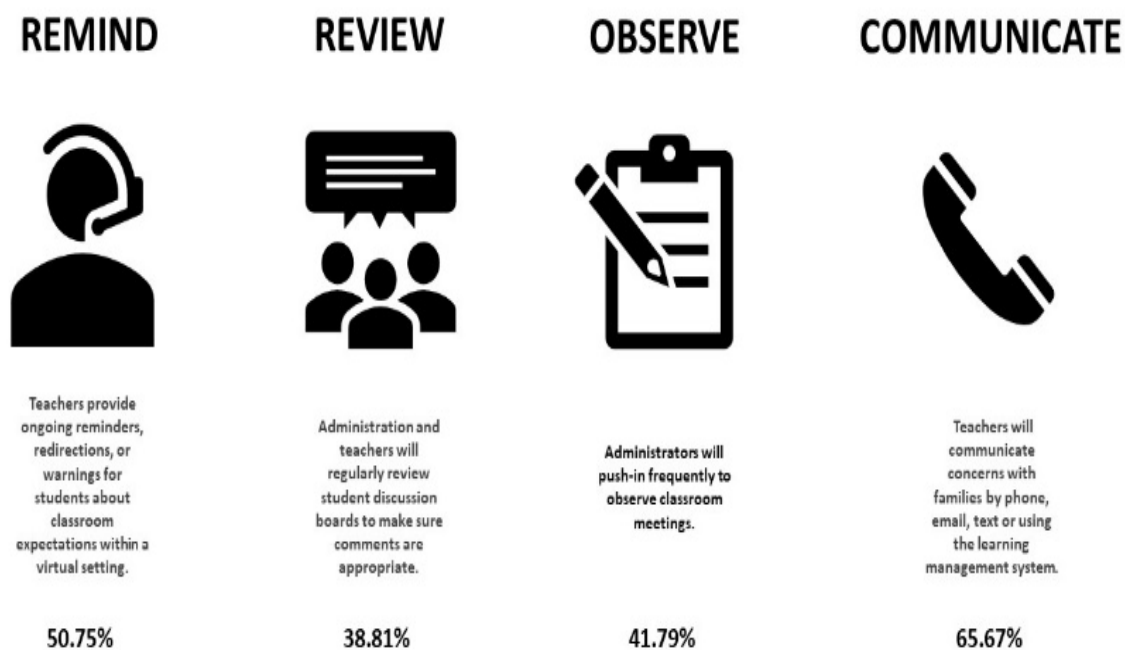 REMIND
REVIEW
OBSERVE
COMMUNICATE
Teachers provide
ongoing reminders,
redirections, or
warnings for
students about
classroom
expectations within a
virtual setting.
Administration and
teachers will
regularly review
student discussion
boards to make sure
comments are
appropriate.
Administrators will
push-in frequently to
observe classroom
meetings.
Teachers will
communicate
concerns with
families by phone,
email, text or using
the learning
management system.
50.75%
38.81%
41.79%
65.67%